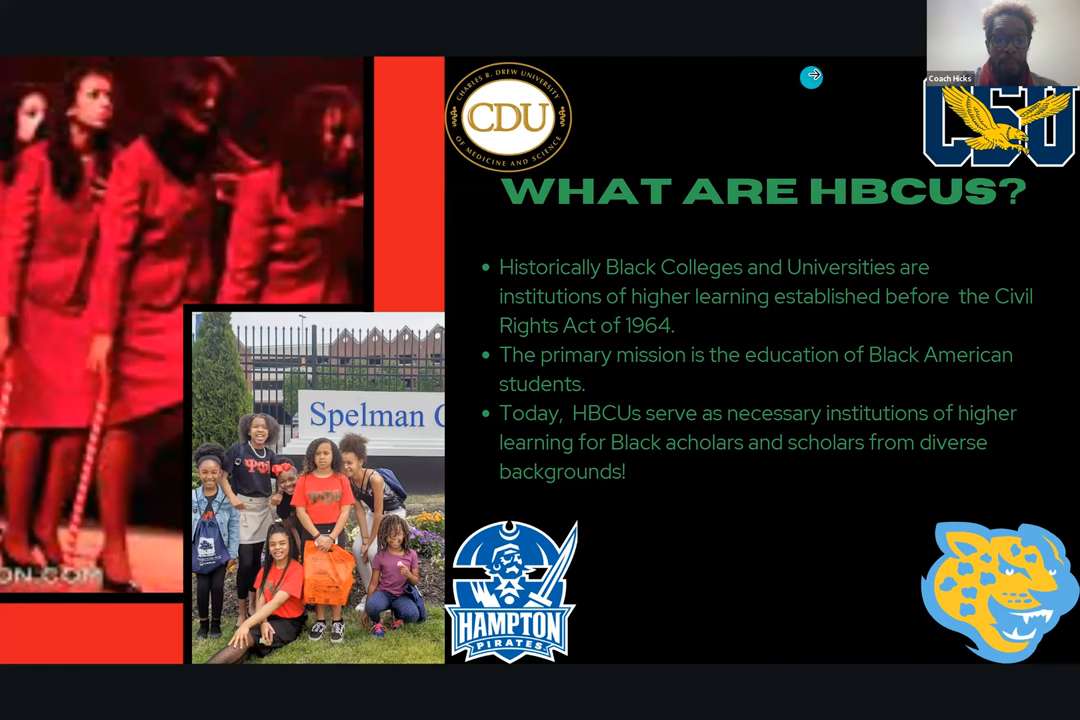 Coach Hicks
CHARLES R. DREW UNIVERSITY
CDU
OF MEDICINE AND SCIENCE
CSU
WHAT ARE HBCUS?
• Historically Black Colleges and Universities are
institutions of higher learning established before the Civil
Rights Act of 1964.
• The primary mission is the education of Black American
students.
• Today, HBCUs serve as necessary institutions of higher
learning for Black acholars and scholars from diverse
backgrounds!
Spelman C
ON.COM
HAMPTON
PIRATES